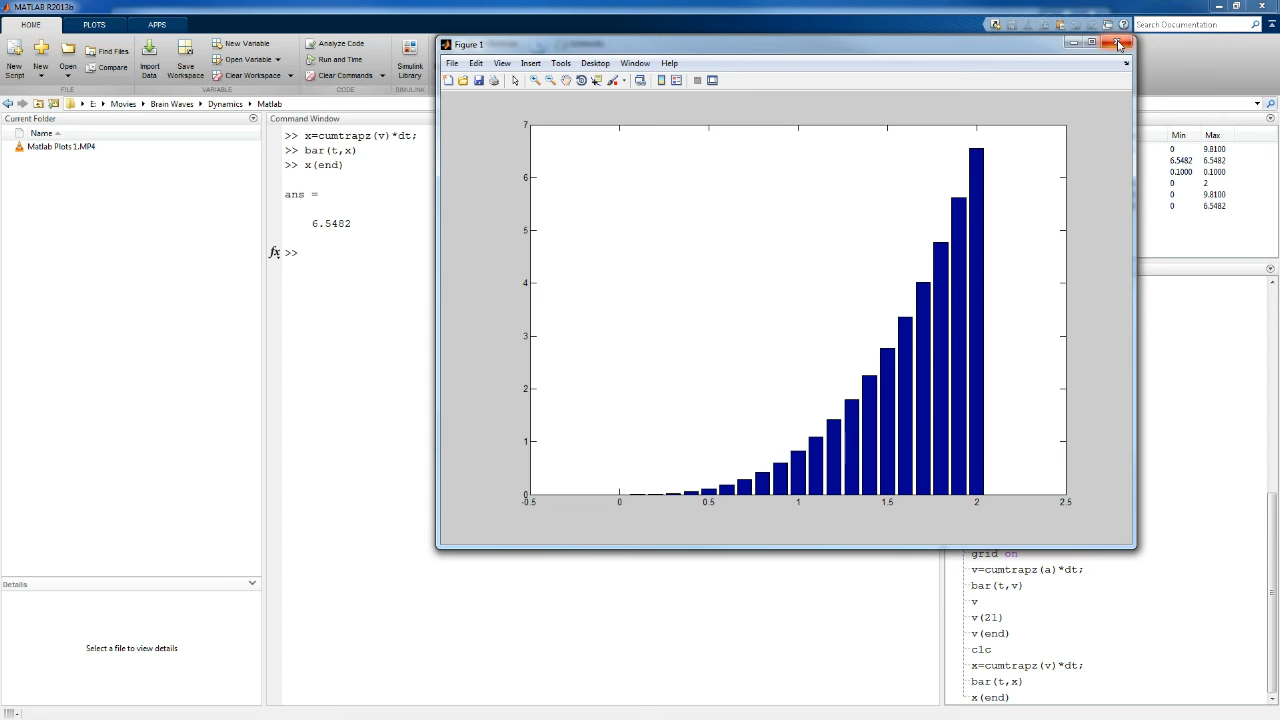 MATLAB R2013b
HOME
PLOTS
APPS
Search Documentation
New Script
New
Open
Find Files
Compare
Import Data
Save Workspace
New Variable
Open Variable
Clear Workspace
Analyze Code
Run and Time
Clear Commands
Simulink Library
FILE
VARIABLE
CODE
SIMULINK
E:
Movies
Brain Waves
Dynamics
Matlab
Current Folder
Name
Matlab Plots 1.MP4
Details
Select a file to view details
Command Window
>> x=cumtrapz(v)*dt;
>> bar(t,x)
>> x(end)
ans =
6.5482
fx >>
Figure 1
File Edit View Insert Tools Desktop Window Help
7
6
5
4
3
2
1
0
-0.5 0 0.5 1 1.5 2 2.5
Min Max
0 9.8100
6.5482 6.5482
0.1000 0.1000
0 2
0 9.8100
0 6.5482
grid on
v=cumtrapz(a)*dt;
bar(t,v)
v
v(21)
v(end)
clc
x=cumtrapz(v)*dt;
bar(t,x)
x(end)